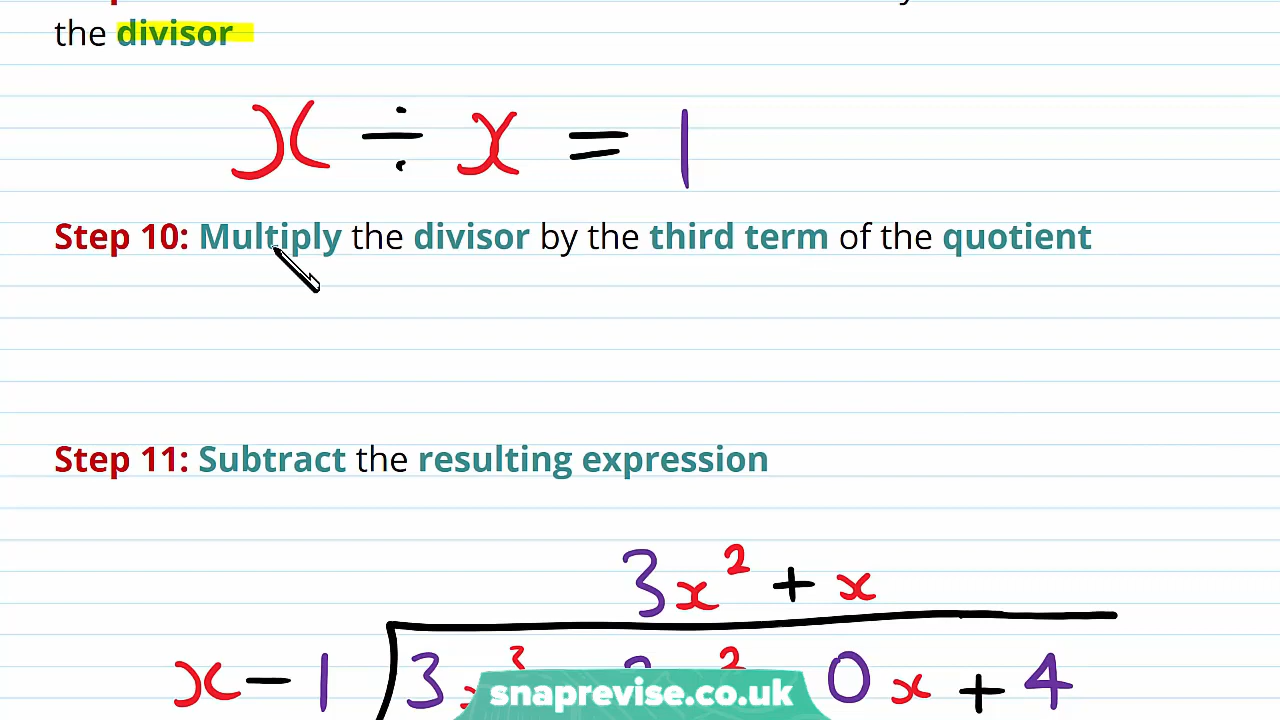 the divisor
x ÷ x = 1
Step 10: Multiply the divisor by the third term of the quotient
Step 11: Subtract the resulting expression
3x² + x
x − 1 3 0x + 4
snaprevise.co.uk